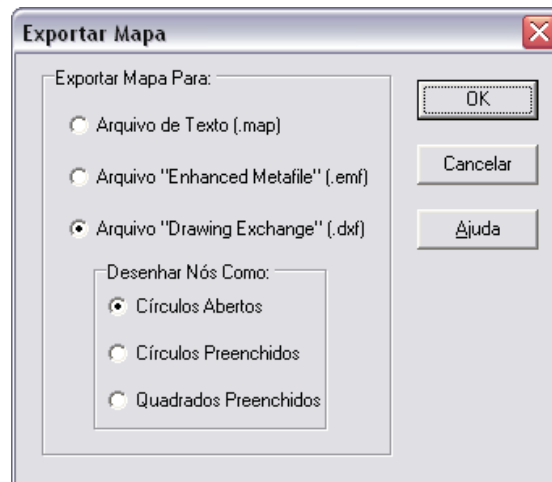 Exportar Mapa
Exportar Mapa Para:
Arquivo de Texto (.map)
Arquivo "Enhanced Metafile" (.emf)
Arquivo "Drawing Exchange" (.dxf)
Desenhar Nós Como:
Círculos Abertos
Círculos Preenchidos
Quadrados Preenchidos
OK
Cancelar
Ajuda